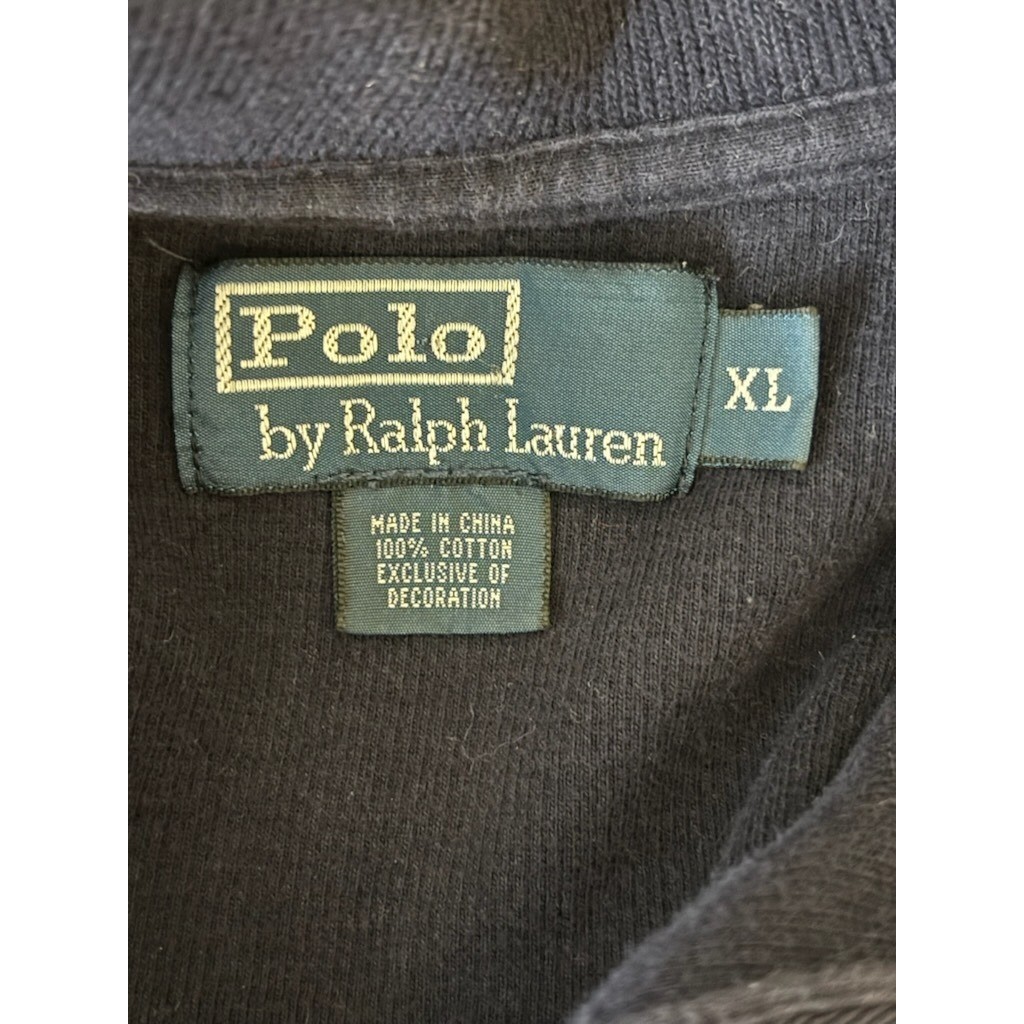 Polo
by Ralph Lauren
XL
MADE IN CHINA
100% COTTON
EXCLUSIVE OF
DECORATION